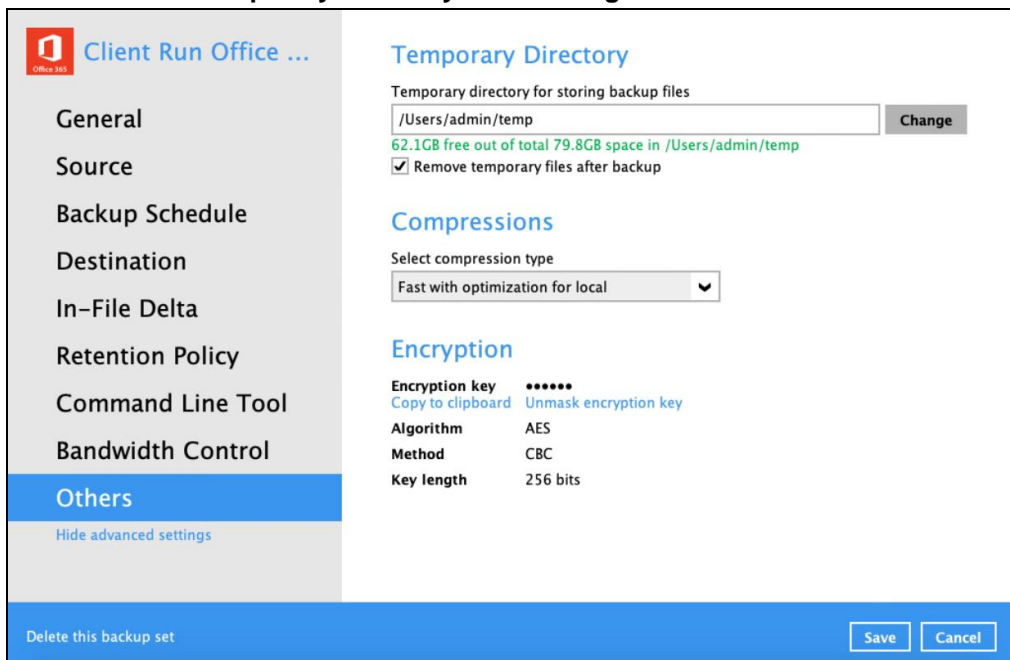 Office 365
Client Run Office ...
General
Source
Backup Schedule
Destination
In-File Delta
Retention Policy
Command Line Tool
Bandwidth Control
Others
Hide advanced settings
Temporary Directory
Temporary directory for storing backup files
/Users/admin/temp
Change
62.1GB free out of total 79.8GB space in /Users/admin/temp
Remove temporary files after backup
Compressions
Select compression type
Fast with optimization for local
Encryption
Encryption key ••••••
Copy to clipboard Unmask encryption key
Algorithm AES
Method CBC
Key length 256 bits
Delete this backup set
Save Cancel